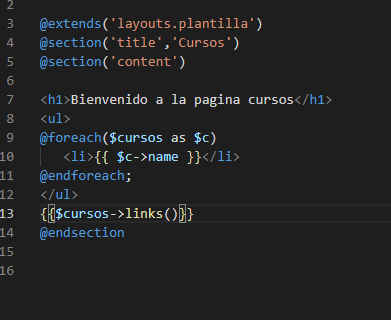 2
3 @extends('layouts.plantilla')
4 @section('title','Cursos')
5 @section('content')
6
7 <h1>Bienvenido a la pagina cursos</h1>
8 <ul>
9 @foreach($cursos as $c)
10 <li>{{ $c->name }}</li>
11 @endforeach;
12 </ul>
13 {{$cursos->links()}}
14 @endsection
15
16